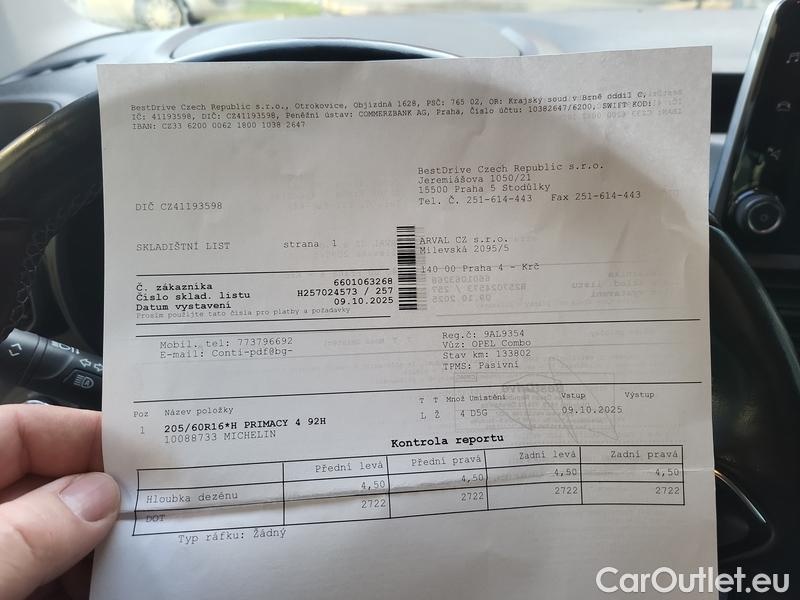 BestDrive Czech Republic s.r.o., Otrokovice, Objízdná 1628, PSČ: 765 02, OR: Krajský soud v Brně oddíl C,
IČ: 41193598, DIČ: CZ41193598, Peněžní ústav: COMMERZBANK AG, Praha, Číslo účtu: 10382647/6200, SWIFT KOD:
IBAN: CZ33 6200 0062 1800 1038 2647
BestDrive Czech Republic s.r.o.
Jeremiášova 1050/21
15500 Praha 5 Stodůlky
DIČ CZ41193598
Tel. Č. 251-614-443 Fax 251-614-443
SKLADIŠTNÍ LIST strana 1
ARVAL CZ s.r.o.
Milevská 2095/5
140 00 Praha 4 - Krč
Č. zákazníka 6601063268
Číslo sklad. listu H257024573 / 257
Datum vystavení 09.10.2025
Prosím použijte tato čísla pro platby a požadavky
Mobil. tel: 773796692
E-mail: Conti-pdf@bg-
Reg.č: 9AL9354
Vůz: OPEL Combo
Stav km: 133802
TPMS: Pasivní
Poz Název položky T T Množ Umístění Vstup Výstup
1 205/60R16*H PRIMACY 4 92H L Ž 4 D5G 09.10.2025
10088733 MICHELIN
Kontrola reportu
Přední levá Přední pravá Zadní levá Zadní pravá
Hloubka dezénu 4,50 4,50 4,50 4,50
DOT 2722 2722 2722 2722
Typ ráfku: Žádný
CarOutlet.eu